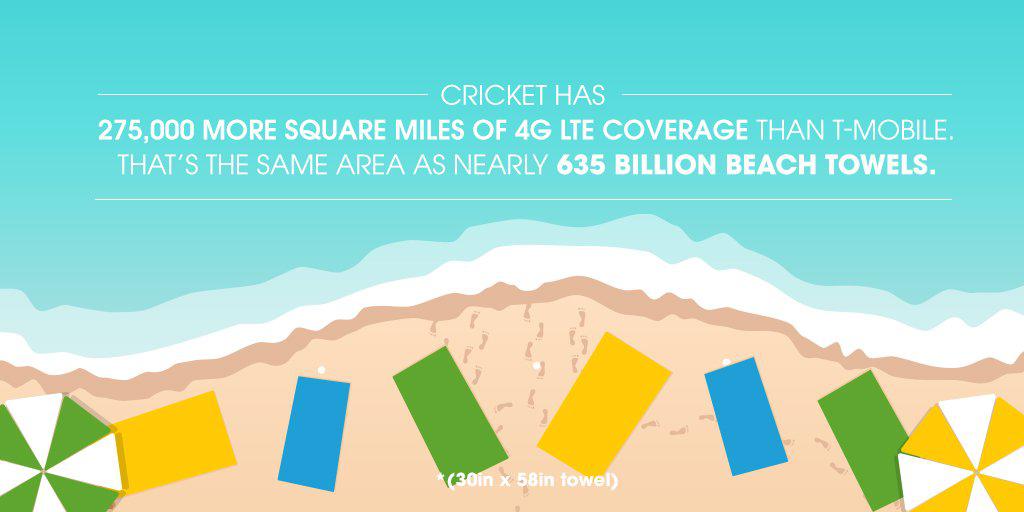 CRICKET HAS
275,000 MORE SQUARE MILES OF 4G LTE COVERAGE THAN T-MOBILE.
THAT'S THE SAME AREA AS NEARLY 635 BILLION BEACH TOWELS.
*(30in x 58in towel)